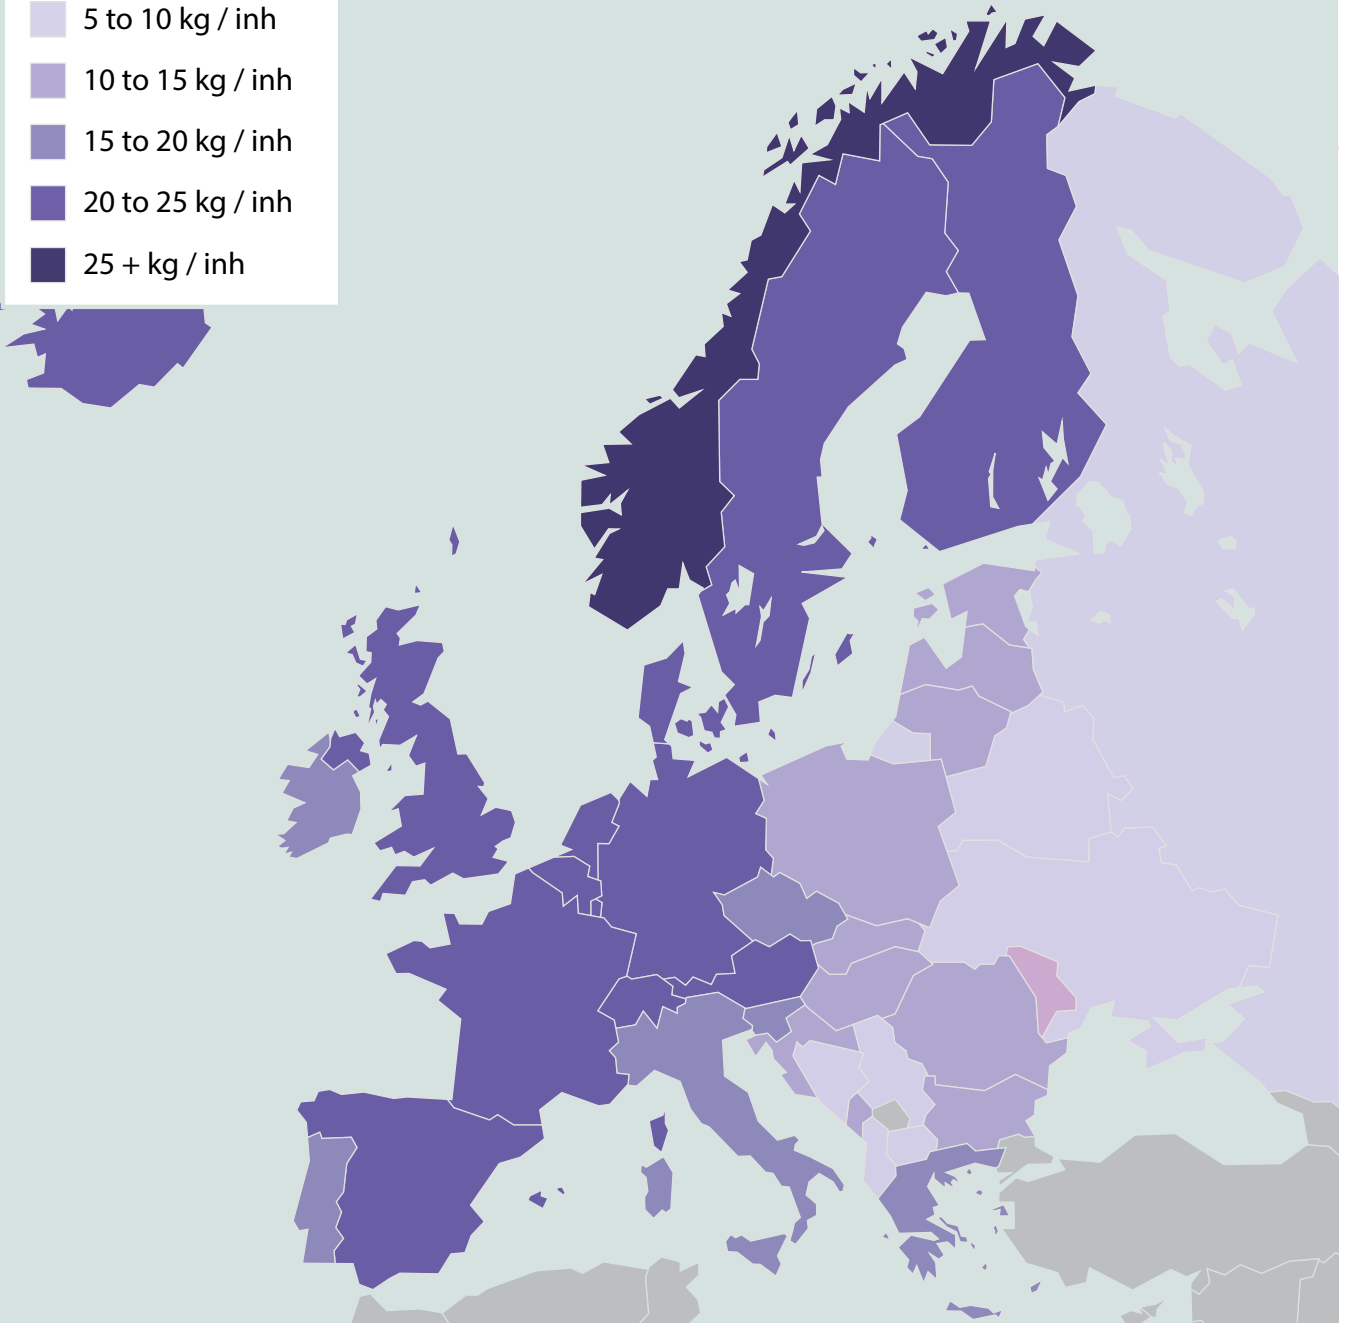 5 to 10 kg / inh
10 to 15 kg / inh
15 to 20 kg / inh
20 to 25 kg / inh
25 + kg / inh